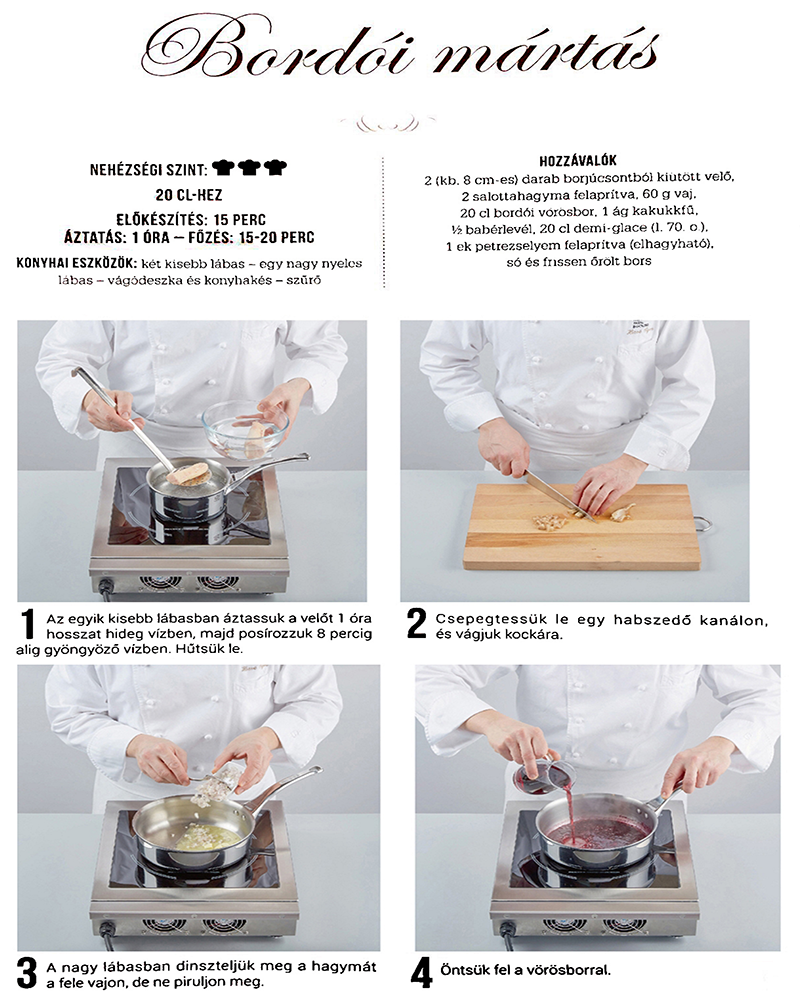 Bordói mártás
NEHÉZSÉGI SZINT:
20 CL-HEZ
ELŐKÉSZÍTÉS: 15 PERC
ÁZTATÁS: 1 ÓRA – FŐZÉS: 15-20 PERC
KONYHAI ESZKÖZÖK: két kisebb lábas – egy nagy nyeles
lábas – vágódeszka és konyhakés – szűrő
HOZZÁVALÓK
2 (kb. 8 cm-es) darab borjúcsontból kiütött velő,
2 salottahagyma felaprítva, 60 g vaj,
20 cl bordói vörösbor, 1 ág kakukkfű,
½ babérlevél, 20 cl demi-glace (l. 70. o.),
1 ek petrezselyem felaprítva (elhagyható),
só és frissen őrölt bors
1 Az egyik kisebb lábasban áztassuk a velőt 1 óra
hosszat hideg vízben, majd posírozzuk 8 percig
alig gyöngyöző vízben. Hűtsük le.
2 Csepegtessük le egy habszedő kanálon,
és vágjuk kockára.
3 A nagy lábasban dinszteljük meg a hagymát
a fele vajon, de ne piruljon meg.
4 Öntsük fel a vörösborral.